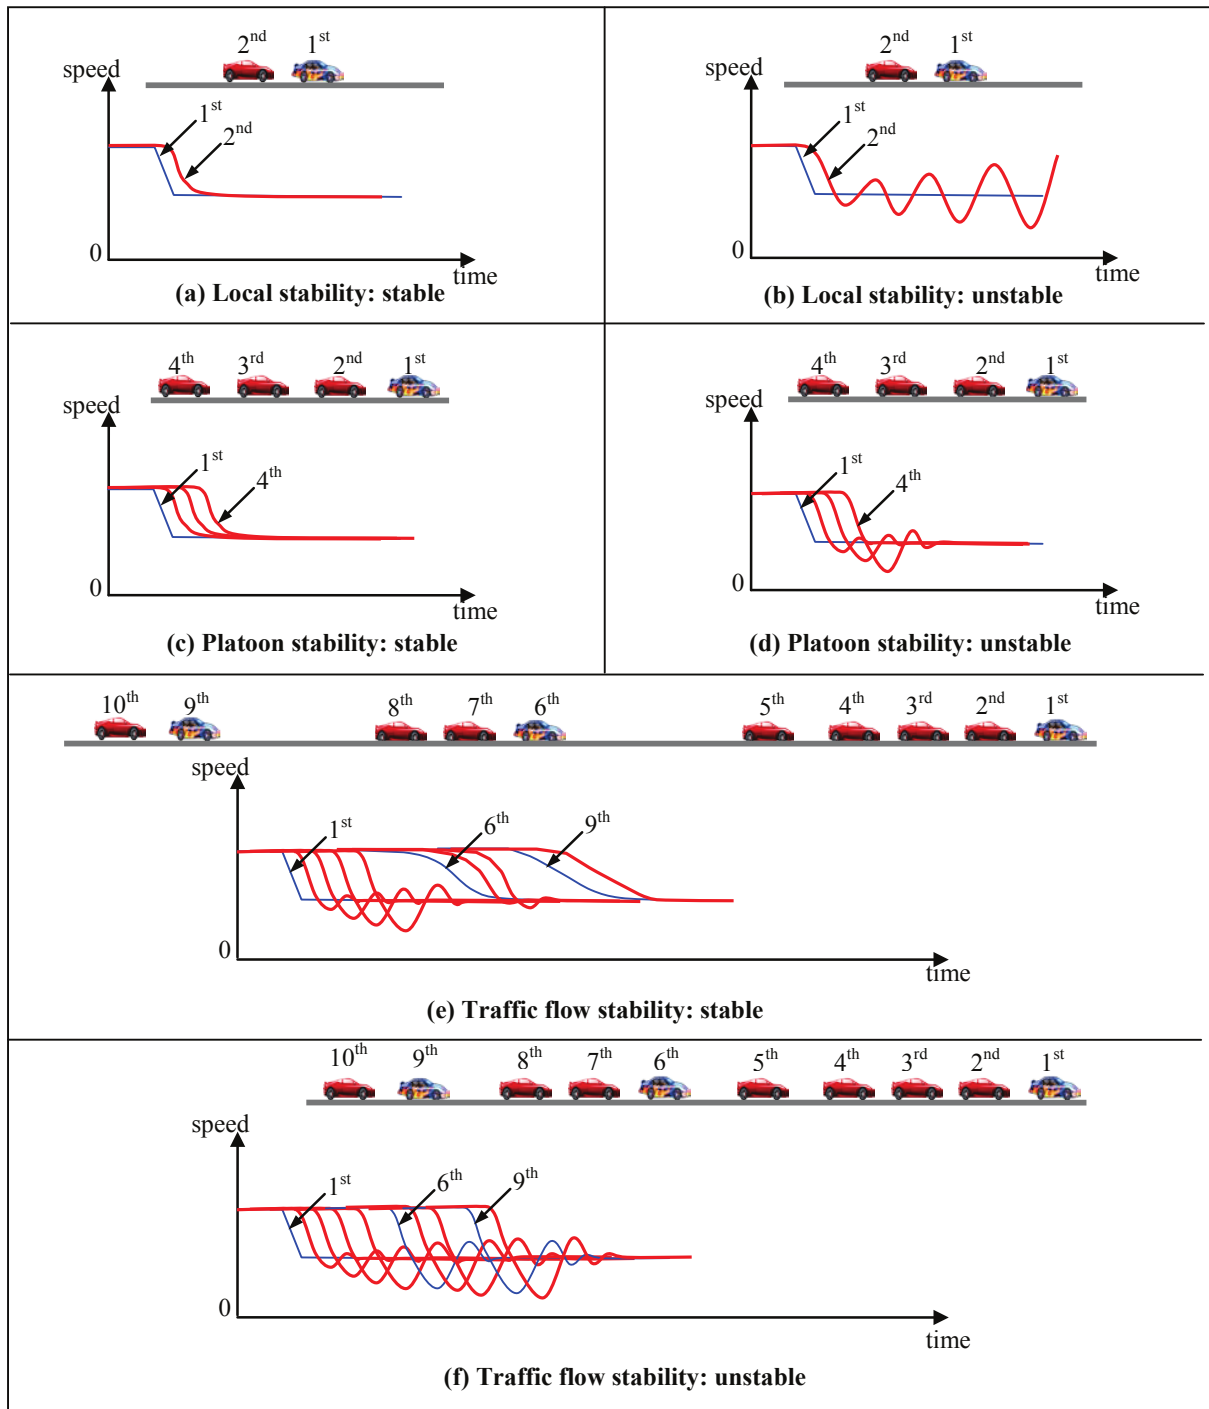 2nd 1st
speed
1st
2nd
0
time
(a) Local stability: stable
2nd 1st
speed
1st
2nd
0
time
(b) Local stability: unstable
4th 3rd 2nd 1st
speed
1st
4th
0
time
(c) Platoon stability: stable
4th 3rd 2nd 1st
speed
1st
4th
0
time
(d) Platoon stability: unstable
10th 9th 8th 7th 6th 5th 4th 3rd 2nd 1st
speed
1st 6th 9th
0
time
(e) Traffic flow stability: stable
10th 9th 8th 7th 6th 5th 4th 3rd 2nd 1st
speed
1st 6th 9th
0
time
(f) Traffic flow stability: unstable